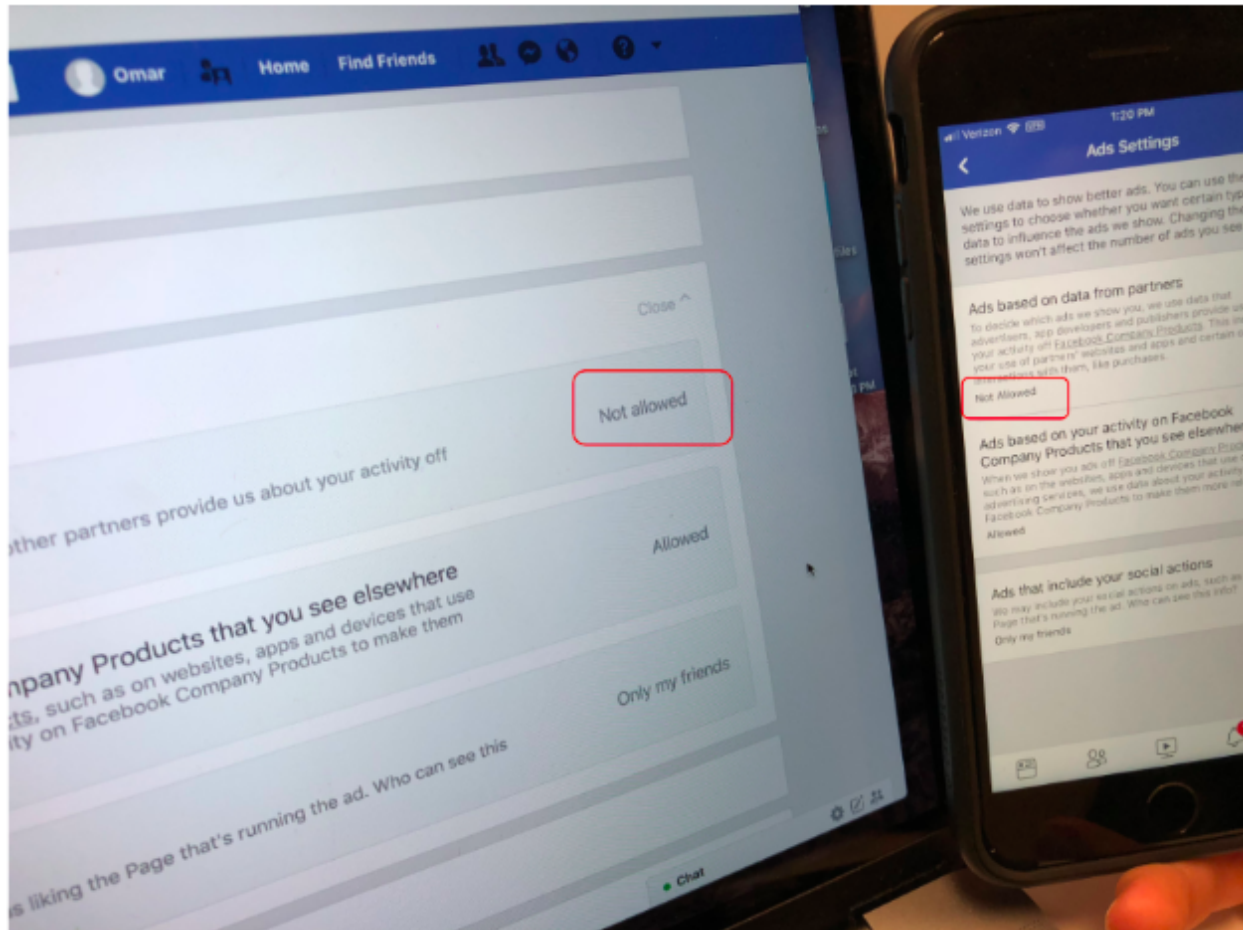 Omar Home Find Friends
Close
Not allowed
other partners provide us about your activity off
Allowed
mpany Products that you see elsewhere
ts, such as on websites, apps and devices that use
ity on Facebook Company Products to make them
Only my friends
s liking the Page that's running the ad. Who can see this
Chat
Verizon 1:20 PM
Ads Settings
We use data to show better ads. You can use the
settings to choose whether you want certain typ
data to influence the ads we show. Changing the
settings won't affect the number of ads you see
Ads based on data from partners
To decide which ads we show you, we use data that
advertisers, app developers and publishers provide us
your activity off Facebook Company Products. This in
your use of partners' websites and apps and certain o
interactions with them, like purchases.
Not Allowed
Ads based on your activity on Facebook
Company Products that you see elsewhere
When we show you ads off Facebook Company Prod
such as on the websites, apps and devices that use
advertising services, we use data about your activity
Facebook Company Products to make them more rel
Allowed
Ads that include your social actions
We may include your social actions on ads, such as
Page that's running the ad. Who can see this info?
Only my friends